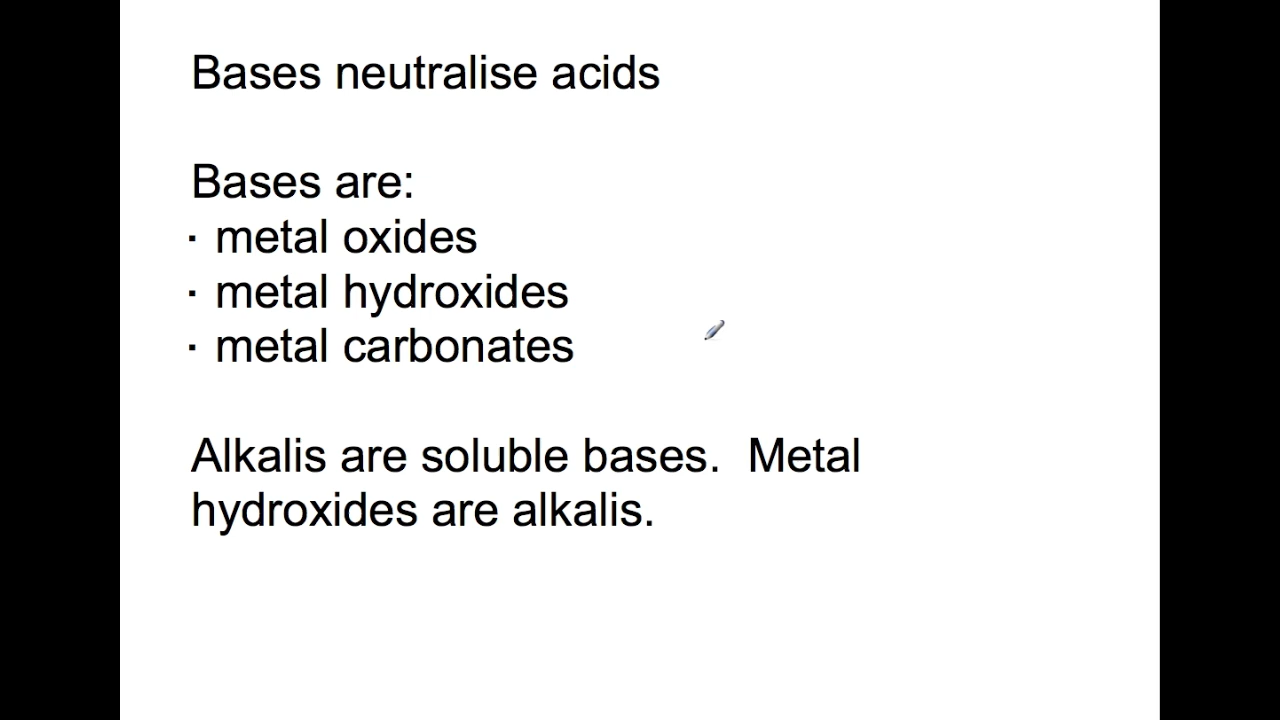 Bases neutralise acids
Bases are:
· metal oxides
· metal hydroxides
· metal carbonates
Alkalis are soluble bases.  Metal
hydroxides are alkalis.